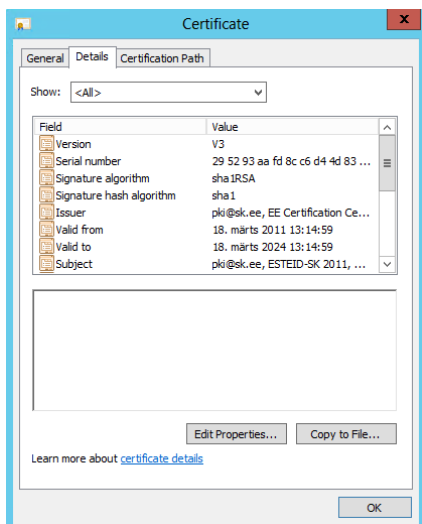 Certificate
x
General Details Certification Path
Show: <All>
Field Value
Version V3
Serial number 29 52 93 aa fd 8c c6 d4 4d 83 ...
Signature algorithm sha1RSA
Signature hash algorithm sha1
Issuer pki@sk.ee, EE Certification Ce...
Valid from 18. märts 2011 13:14:59
Valid to 18. märts 2024 13:14:59
Subject pki@sk.ee, ESTEID-SK 2011, ...
Edit Properties... Copy to File...
Learn more about certificate details
OK